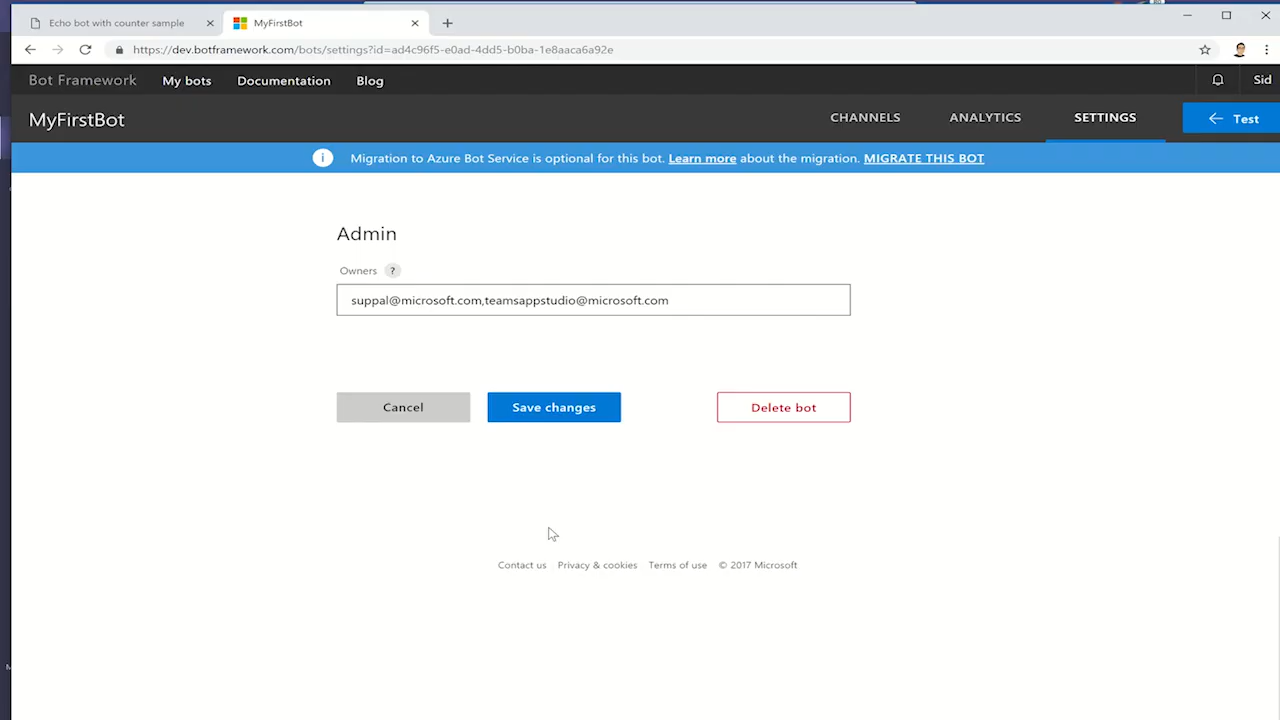 Echo bot with counter sample
MyFirstBot
https://dev.botframework.com/bots/settings?id=ad4c96f5-e0ad-4dd5-b0ba-1e8aaca6a92e
Bot Framework My bots Documentation Blog Sid
MyFirstBot CHANNELS ANALYTICS SETTINGS Test
Migration to Azure Bot Service is optional for this bot. Learn more about the migration. MIGRATE THIS BOT
Admin
Owners ?
suppal@microsoft.com,teamsappstudio@microsoft.com
Cancel Save changes Delete bot
Contact us Privacy & cookies Terms of use © 2017 Microsoft